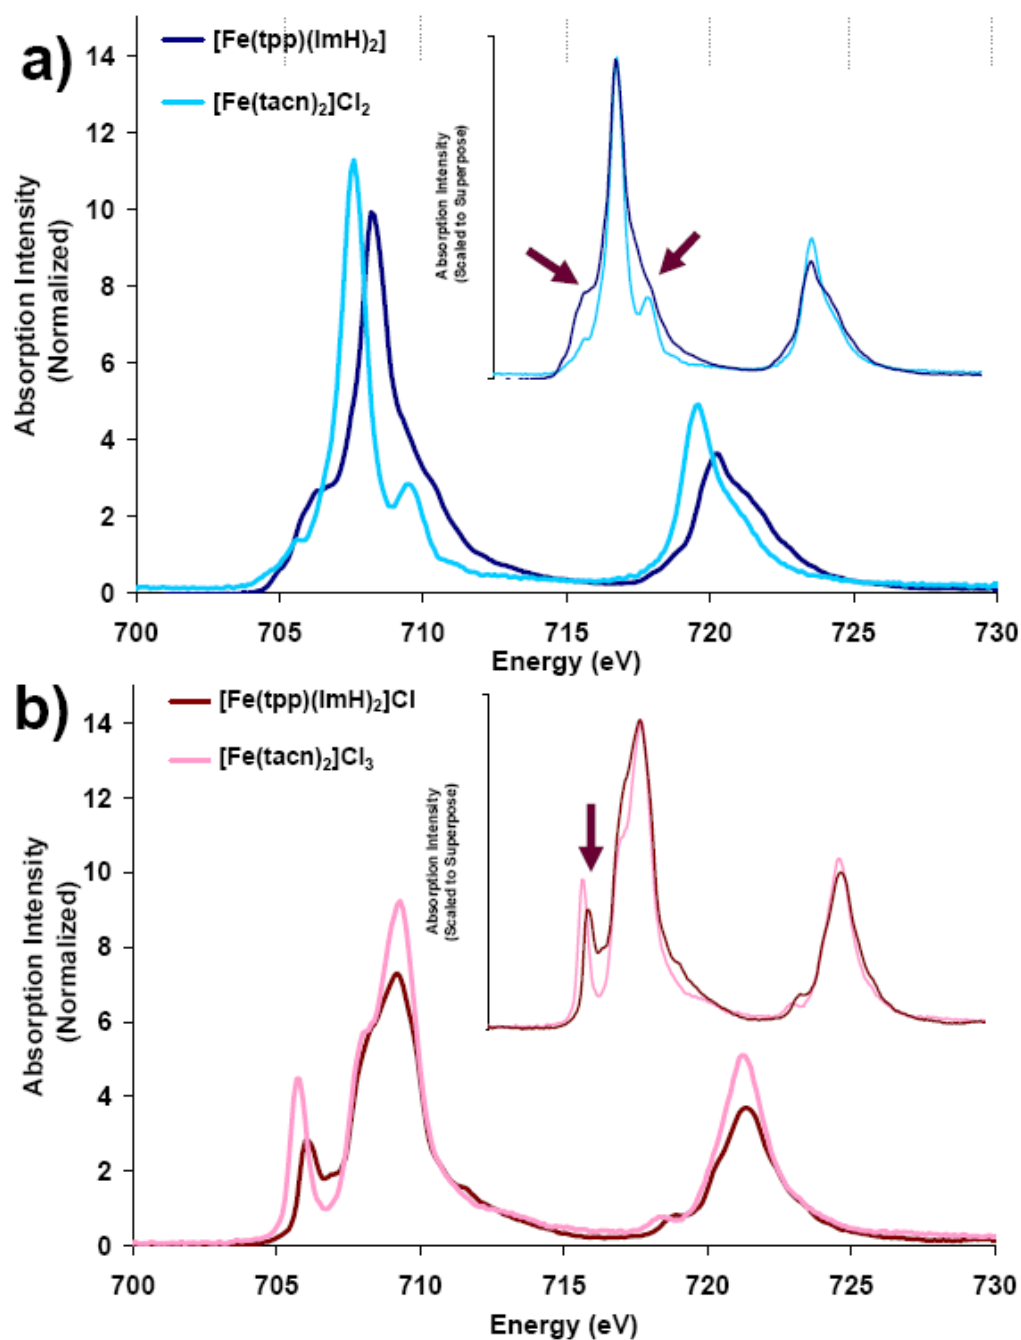 a)
[Fe(tpp)(ImH)2]
[Fe(tacn)2]Cl2
Absorption Intensity
(Normalized)
14
12
10
8
6
4
2
0
Absorption Intensity
(Scaled to Superpose)
700 705 710 715 720 725 730
Energy (eV)
b)
[Fe(tpp)(ImH)2]Cl
[Fe(tacn)2]Cl3
Absorption Intensity
(Normalized)
14
12
10
8
6
4
2
0
Absorption Intensity
(Scaled to Superpose)
700 705 710 715 720 725 730
Energy (eV)